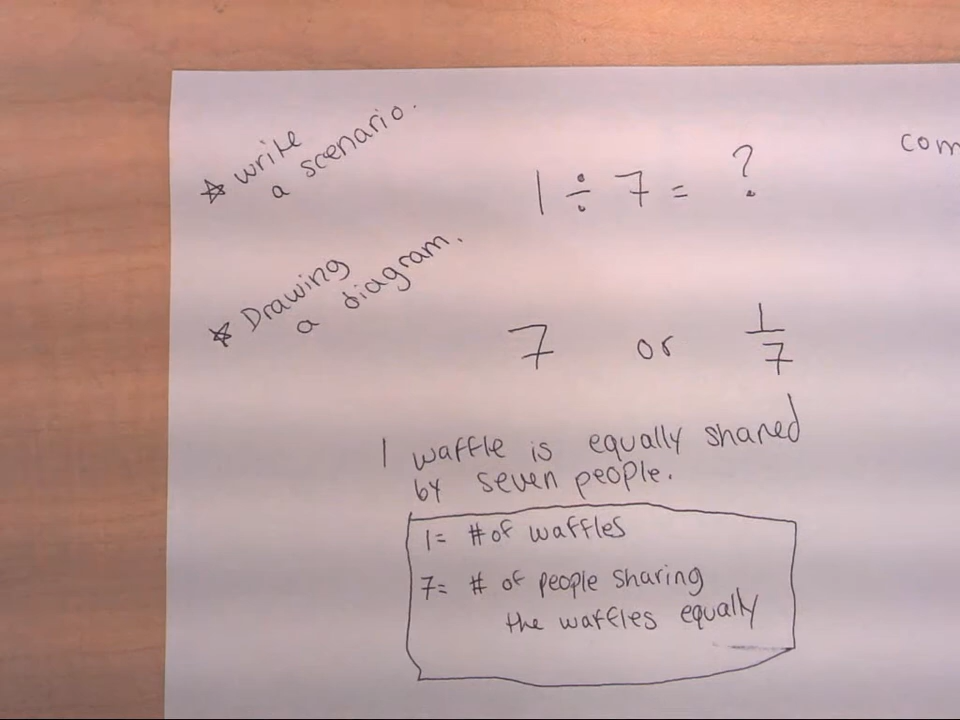 ☆ write
a scenario.
1 ÷ 7 = ?
com
☆ Drawing
a diagram.
7 or 1/7
1 waffle is equally shared
by seven people.
1= # of waffles
7= # of people sharing
the waffles equally